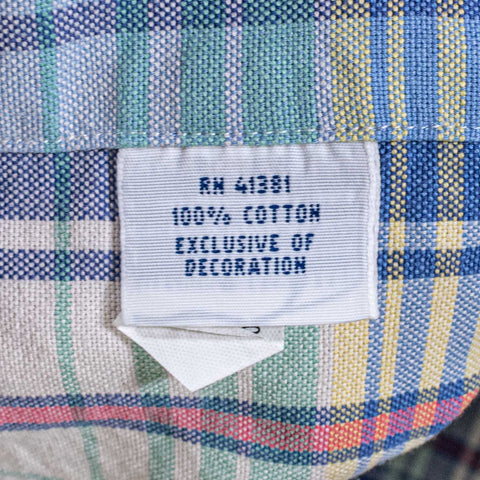 RN 41381
100% COTTON
EXCLUSIVE OF
DECORATION